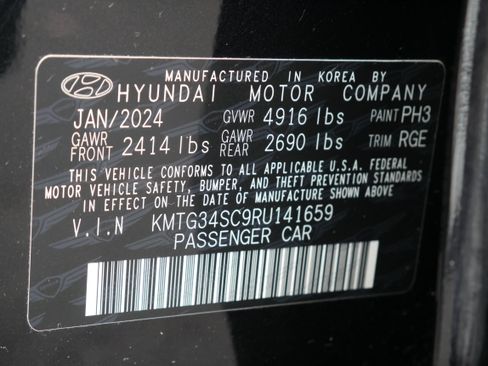 MANUFACTURED IN KOREA BY
HYUNDAI MOTOR COMPANY
JAN/2024 GVWR 4916 lbs PAINT PH3
GAWR FRONT 2414 lbs GAWR REAR 2690 lbs TRIM RGE
THIS VEHICLE CONFORMS TO ALL APPLICABLE U.S.A. FEDERAL
MOTOR VEHICLE SAFETY, BUMPER, AND THEFT PREVENTION STANDARDS
IN EFFECT ON THE DATE OF MANUFACTURE SHOWN ABOVE.
V.I.N KMTG34SC9RU141659
PASSENGER CAR